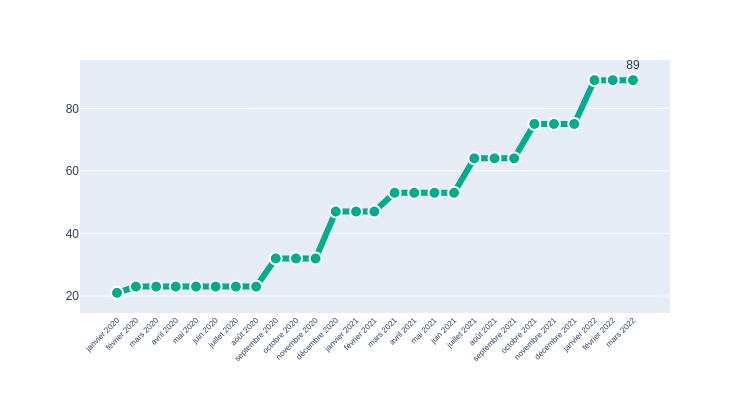 89
80
60
40
20
janvier 2020
février 2020
mars 2020
avril 2020
mai 2020
juin 2020
juillet 2020
août 2020
septembre 2020
octobre 2020
novembre 2020
décembre 2020
janvier 2021
février 2021
mars 2021
avril 2021
mai 2021
juin 2021
juillet 2021
août 2021
septembre 2021
octobre 2021
novembre 2021
décembre 2021
janvier 2022
février 2022
mars 2022